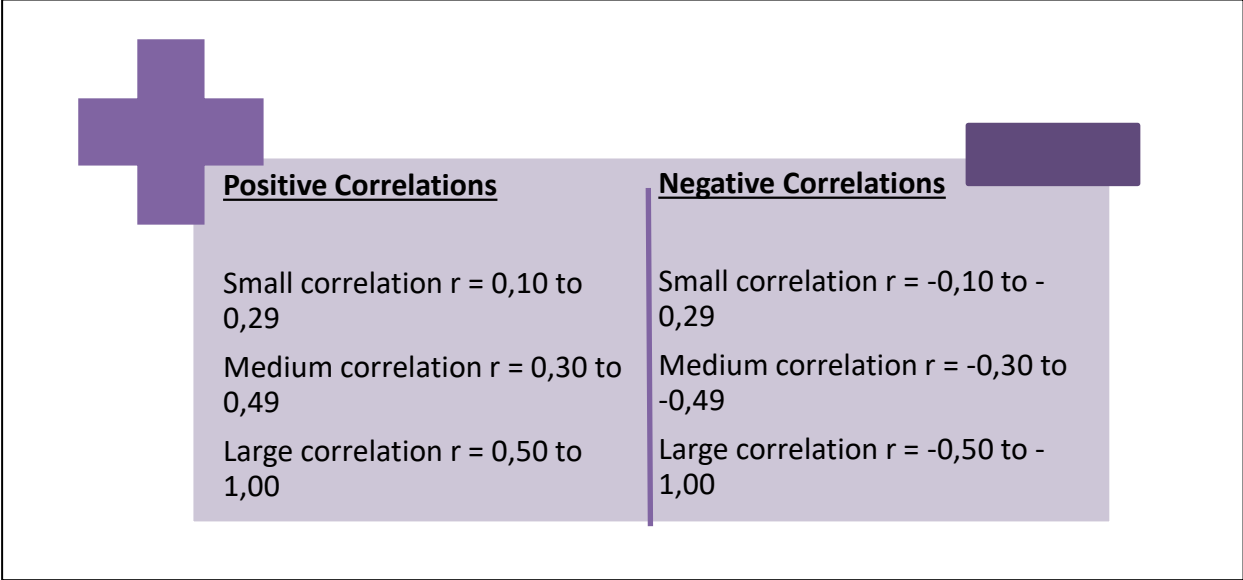 Positive Correlations
Small correlation r = 0,10 to
0,29
Medium correlation r = 0,30 to
0,49
Large correlation r = 0,50 to
1,00
Negative Correlations
Small correlation r = -0,10 to -
0,29
Medium correlation r = -0,30 to
-0,49
Large correlation r = -0,50 to -
1,00